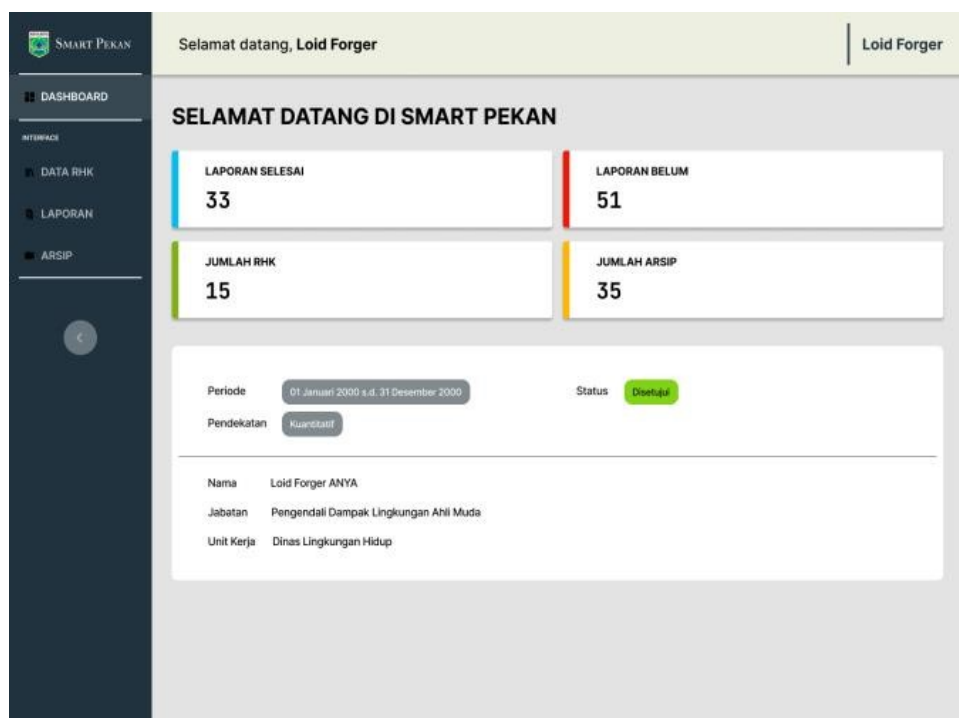 SMART PEKAN
Selamat datang, Loid Forger
Loid Forger
DASHBOARD
INTERFACE
DATA RHK
LAPORAN
ARSIP
SELAMAT DATANG DI SMART PEKAN
LAPORAN SELESAI
33
LAPORAN BELUM
51
JUMLAH RHK
15
JUMLAH ARSIP
35
Periode 01 Januari 2000 s.d. 31 Desember 2000
Status Disetujui
Pendekatan Kuantitatif
Nama Loid Forger ANYA
Jabatan Pengendali Dampak Lingkungan Ahli Muda
Unit Kerja Dinas Lingkungan Hidup